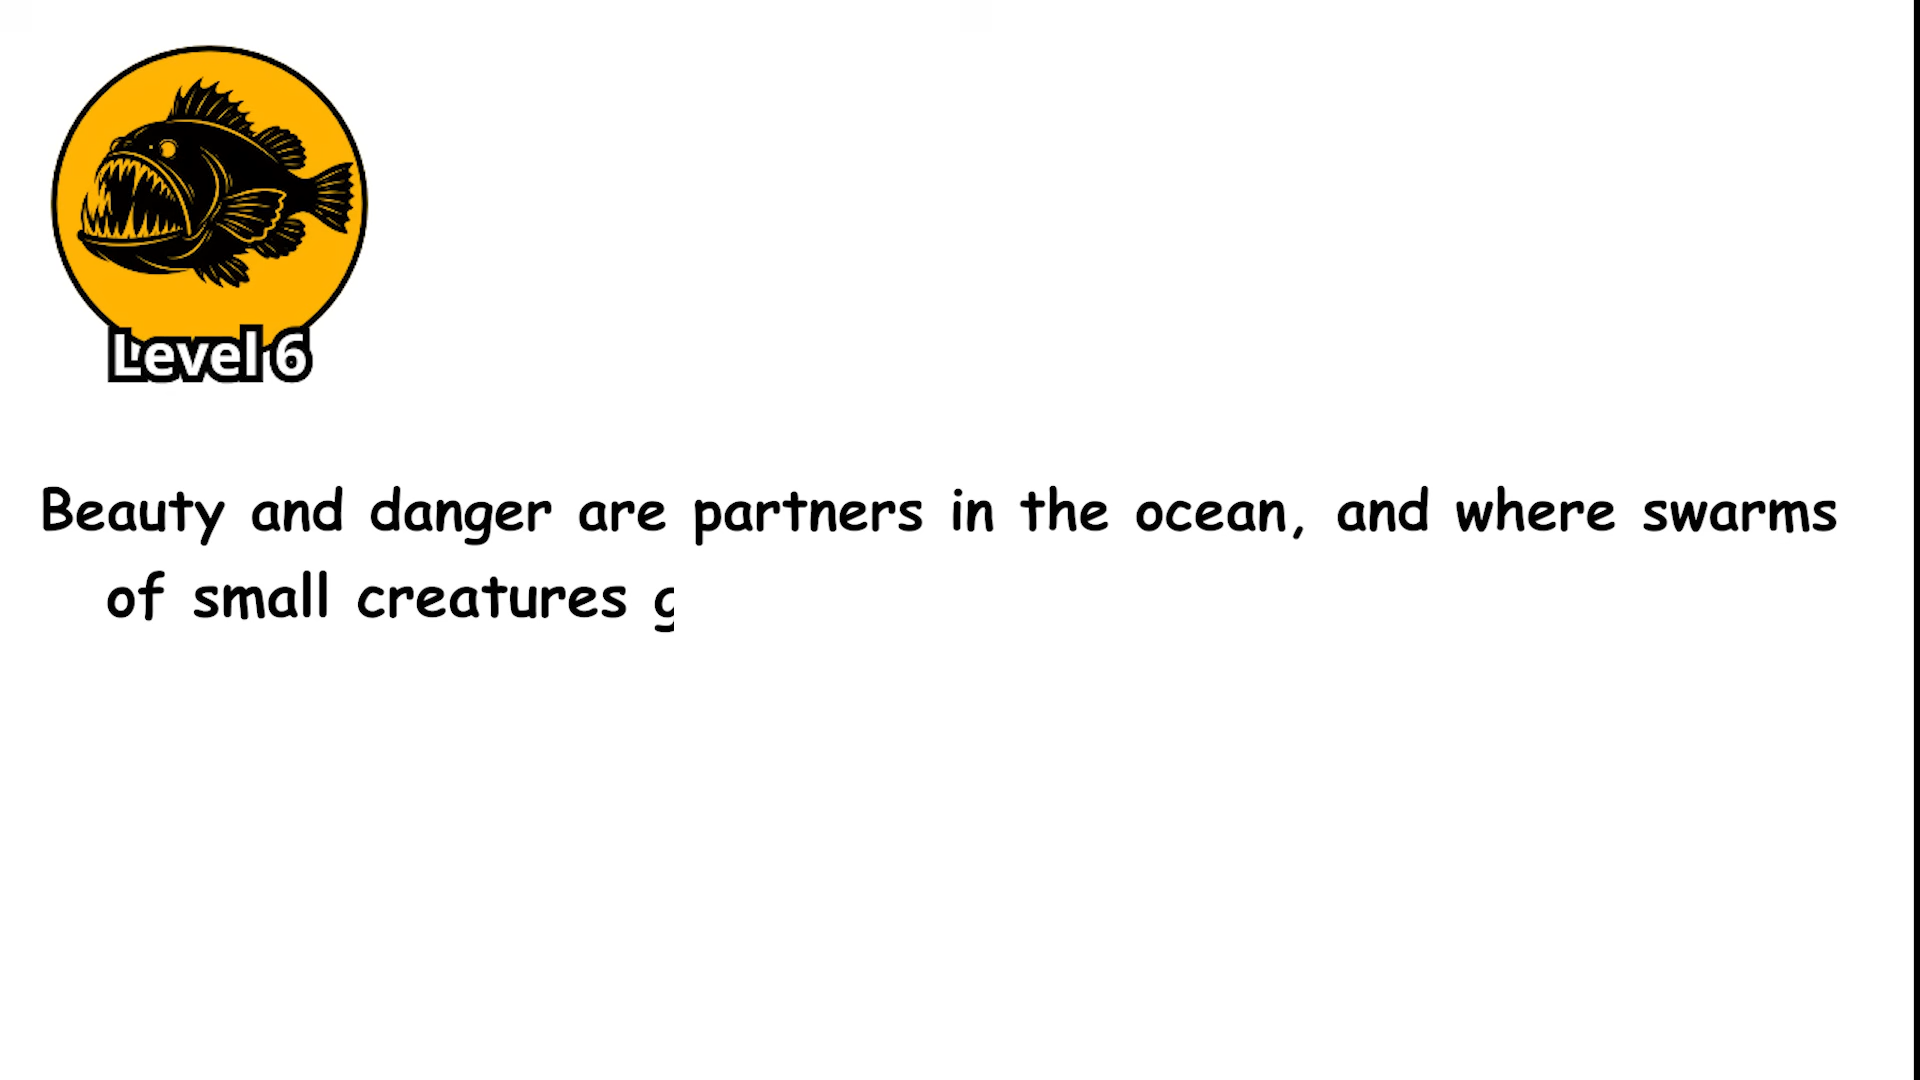 Level 6
Beauty and danger are partners in the ocean, and where swarms
of small creatures